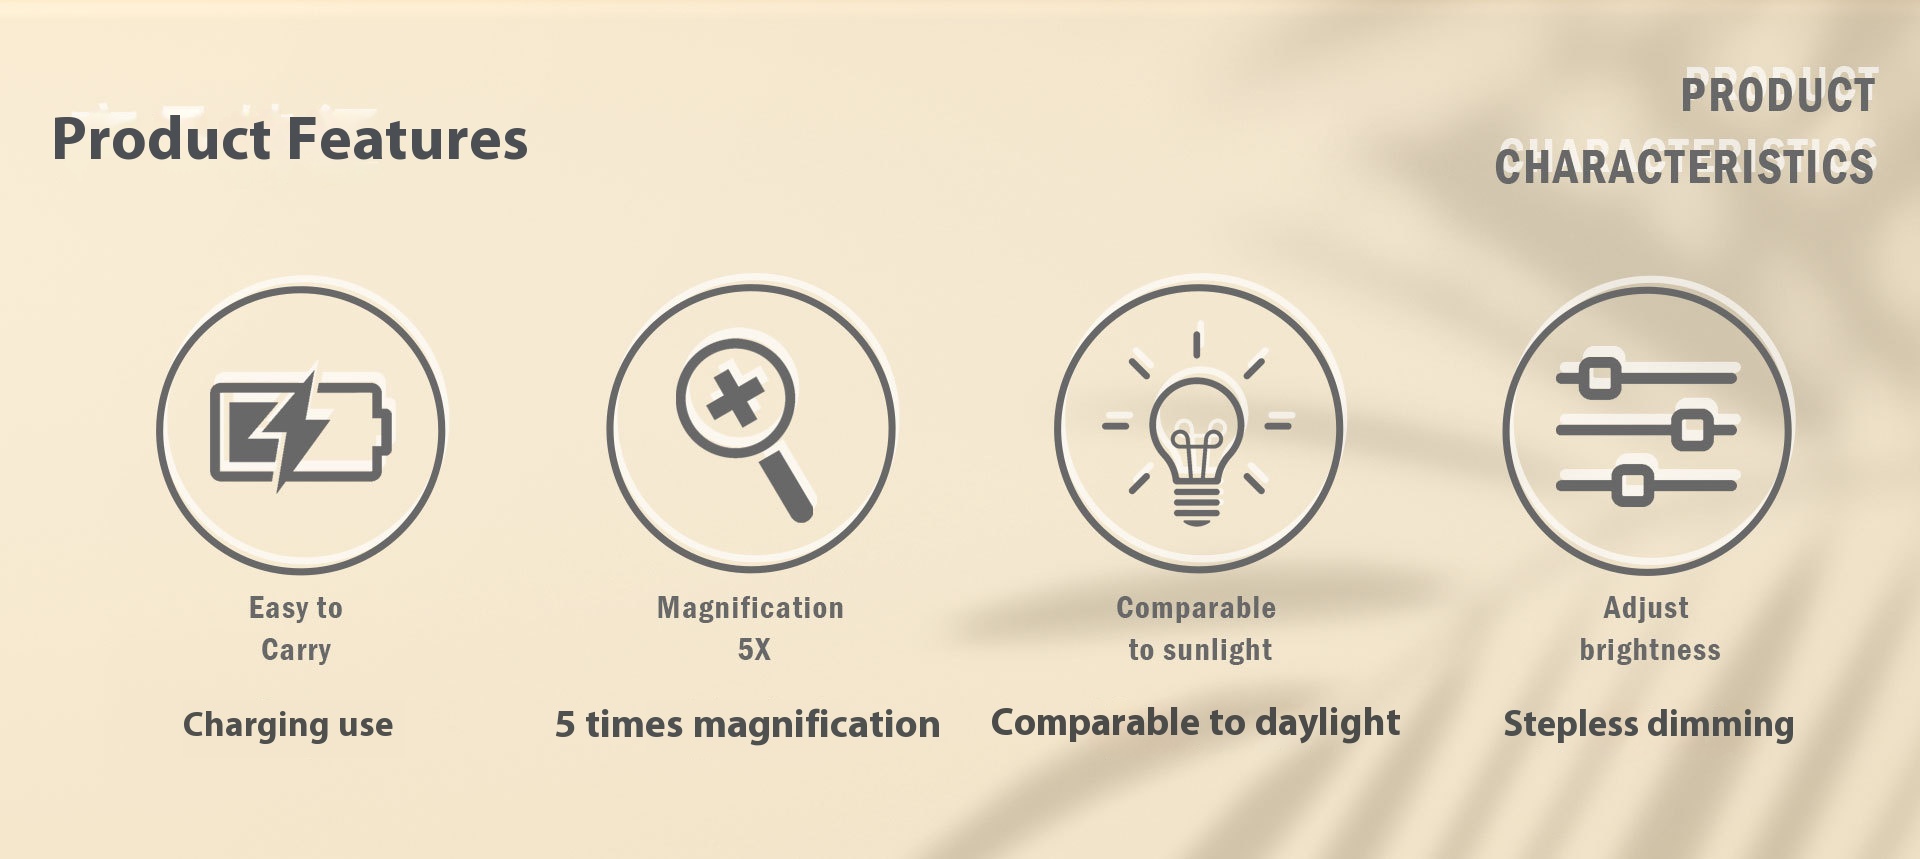 Product Features
PRODUCT
CHARACTERISTICS
Easy to
Carry
Charging use
Magnification
5X
5 times magnification
Comparable
to sunlight
Comparable to daylight
Adjust
brightness
Stepless dimming